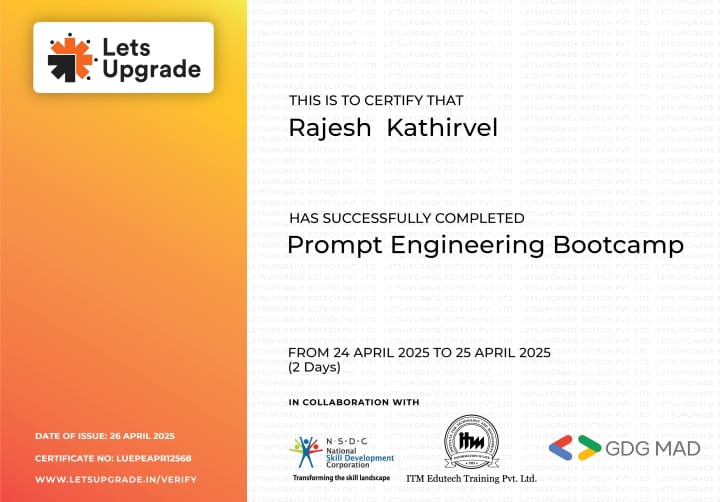 Lets
Upgrade
THIS IS TO CERTIFY THAT
Rajesh Kathirvel
HAS SUCCESSFULLY COMPLETED
Prompt Engineering Bootcamp
FROM 24 APRIL 2025 TO 25 APRIL 2025
(2 Days)
IN COLLABORATION WITH
DATE OF ISSUE: 26 APRIL 2025
CERTIFICATE NO: LUEPEAPR12568
WWW.LETSUPGRADE.IN/VERIFY
N·S·D·C
National
Skill Development
Corporation
Transforming the skill landscape
itm
ITM Edutech Training Pvt. Ltd.
GDG MAD